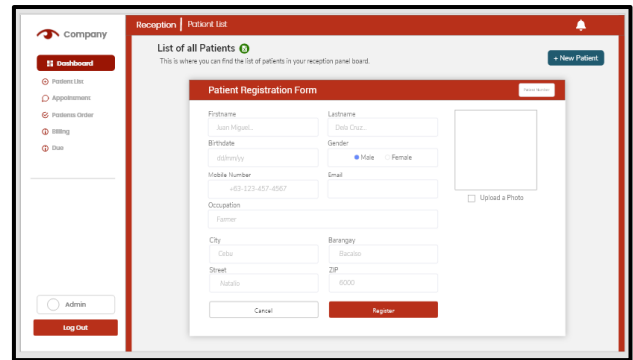 Company
Dashboard
Patient List
Appointment
Patients Order
Billing
Due
Admin
Log Out
Reception | Patient List
List of all Patients
This is where you can find the list of patients in your reception panel board.
+ New Patient
Patient Registration Form
Patient Number
Firstname Lastname
Juan Miguel... Dela Cruz...
Birthdate Gender
dd/mm/yy Male Female
Mobile Number Email
+63-123-457-4567
Upload a Photo
Occupation
Farmer
City Barangay
Cebu Bacalso
Street ZIP
Natalio 6000
Cancel Register